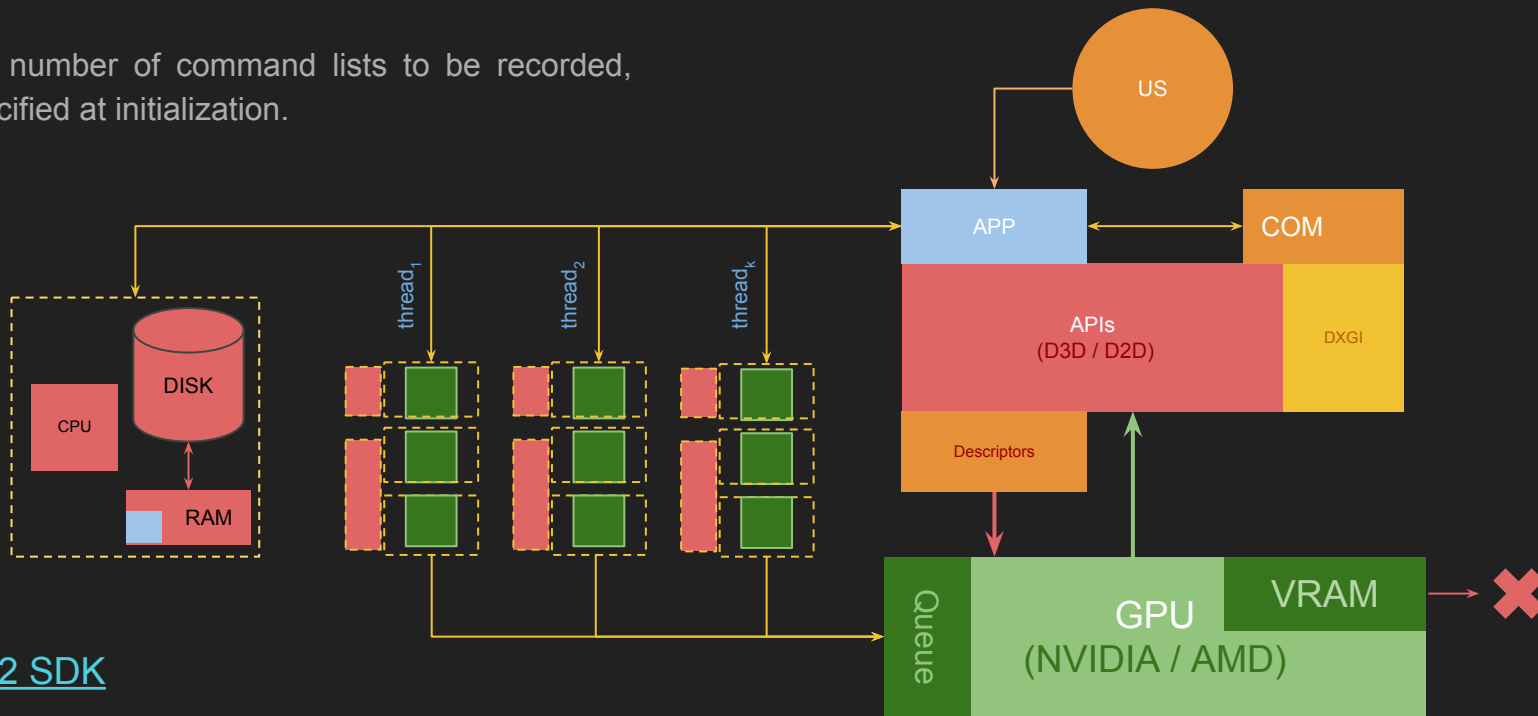 number of command lists to be recorded,
cified at initialization.
US
APP
COM
thread1
thread2
threadk
APIs
(D3D / D2D)
DXGI
DISK
CPU
RAM
Descriptors
Queue
GPU
(NVIDIA / AMD)
VRAM
2 SDK